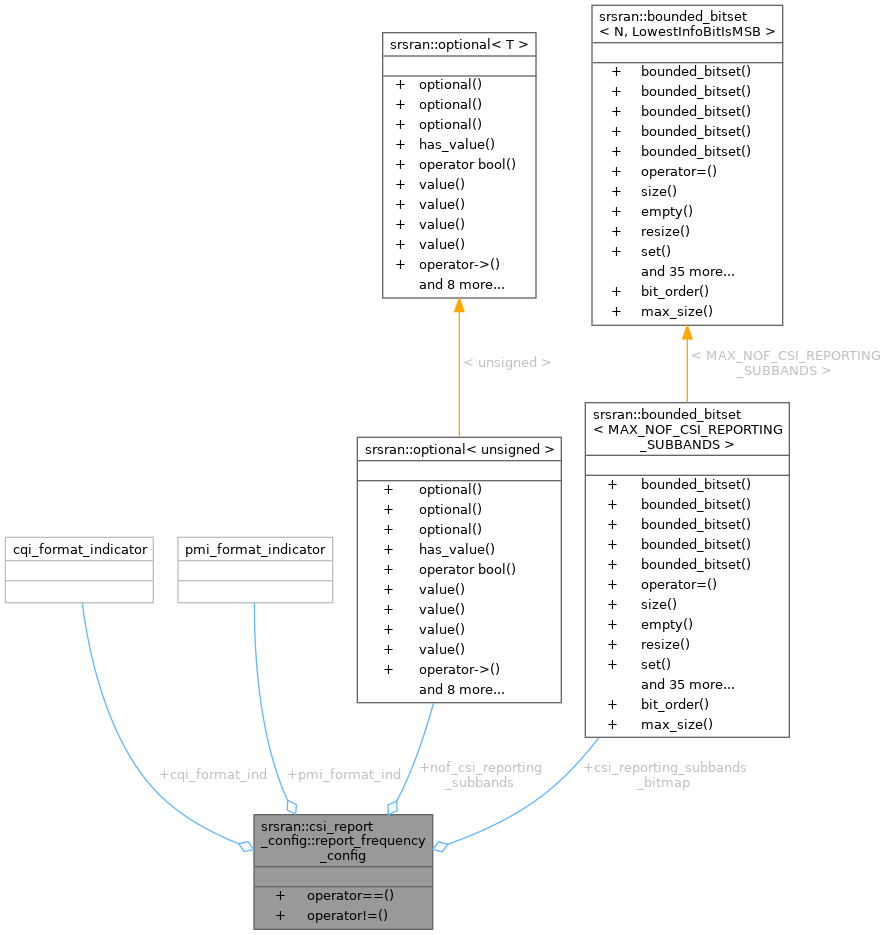 srsran::bounded_bitset
< N, LowestInfoBitIsMSB >
+ bounded_bitset()
+ bounded_bitset()
+ bounded_bitset()
+ bounded_bitset()
+ bounded_bitset()
+ operator=()
+ size()
+ empty()
+ resize()
+ set()
and 35 more...
+ bit_order()
+ max_size()
srsran::optional< T >
+ optional()
+ optional()
+ optional()
+ has_value()
+ operator bool()
+ value()
+ value()
+ value()
+ value()
+ operator->()
and 8 more...
< unsigned >
< MAX_NOF_CSI_REPORTING
_SUBBANDS >
srsran::bounded_bitset
< MAX_NOF_CSI_REPORTING
_SUBBANDS >
+ bounded_bitset()
+ bounded_bitset()
+ bounded_bitset()
+ bounded_bitset()
+ bounded_bitset()
+ operator=()
+ size()
+ empty()
+ resize()
+ set()
and 35 more...
+ bit_order()
+ max_size()
srsran::optional< unsigned >
+ optional()
+ optional()
+ optional()
+ has_value()
+ operator bool()
+ value()
+ value()
+ value()
+ value()
+ operator->()
and 8 more...
cqi_format_indicator
pmi_format_indicator
+cqi_format_ind
+pmi_format_ind
+nof_csi_reporting
_subbands
+csi_reporting_subbands
_bitmap
srsran::csi_report
_config::report_frequency
_config
+ operator==()
+ operator!=()